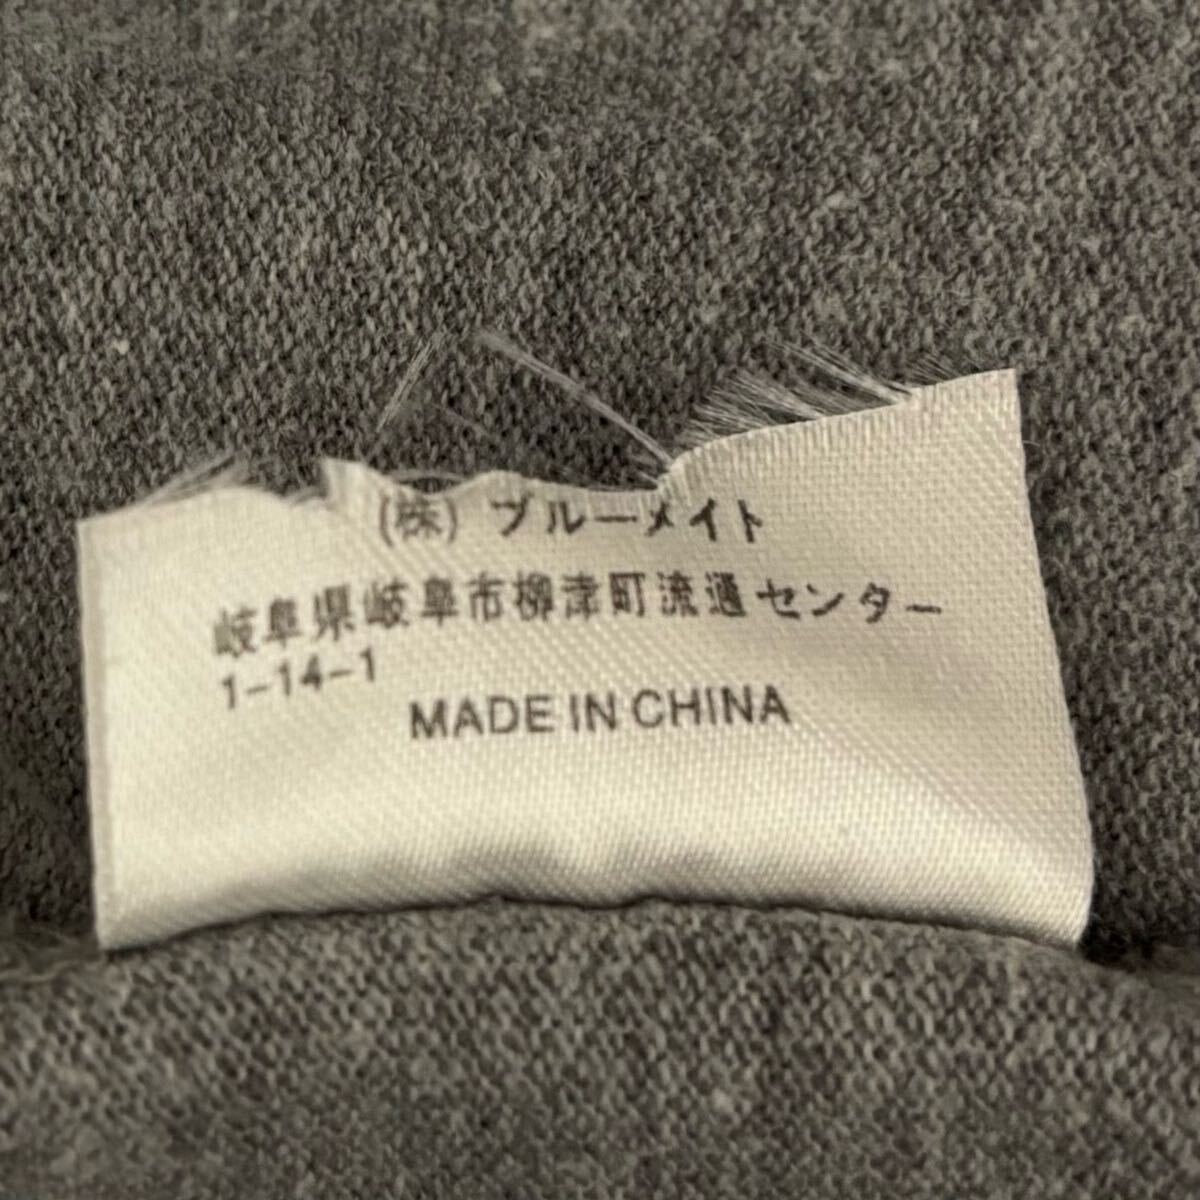 (株) ブルーメイト
岐阜県岐阜市柳津町流通センター
1-14-1
MADE IN CHINA